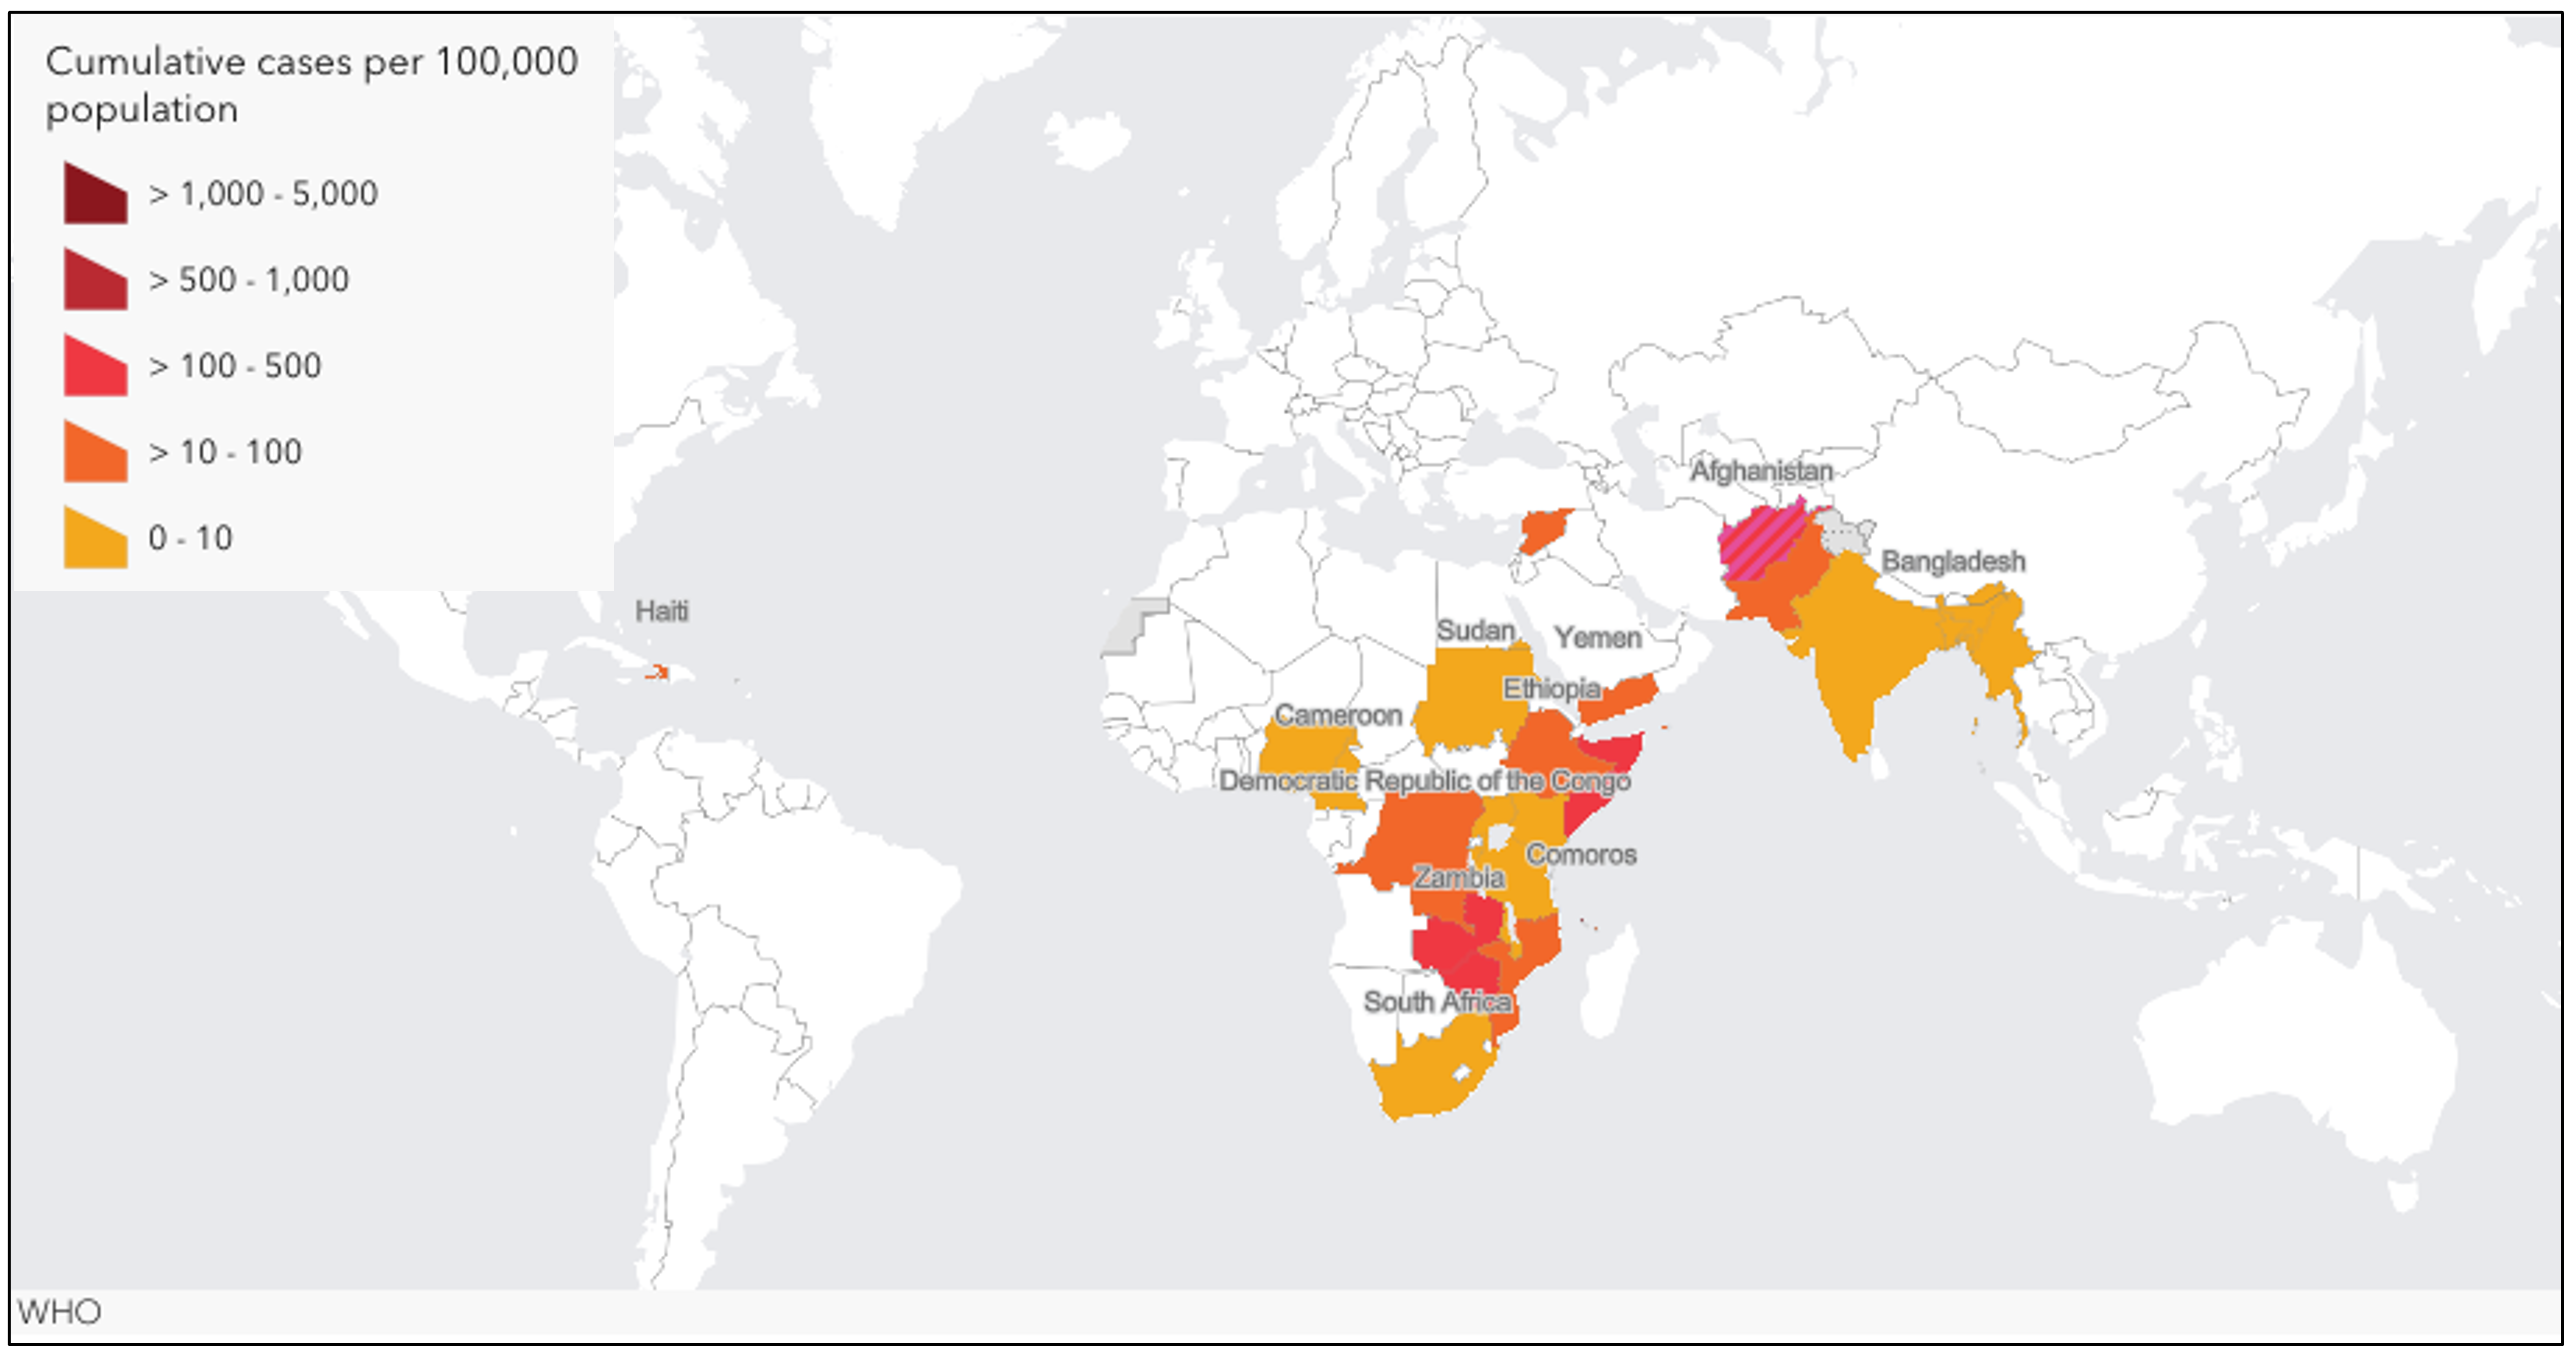 Cumulative cases per 100,000
population
> 1,000 - 5,000
> 500 - 1,000
> 100 - 500
> 10 - 100
0 - 10
Afghanistan
Bangladesh
Haiti
Sudan
Yemen
Ethiopia
Cameroon
Democratic Republic of the Congo
Comoros
Zambia
South Africa
WHO